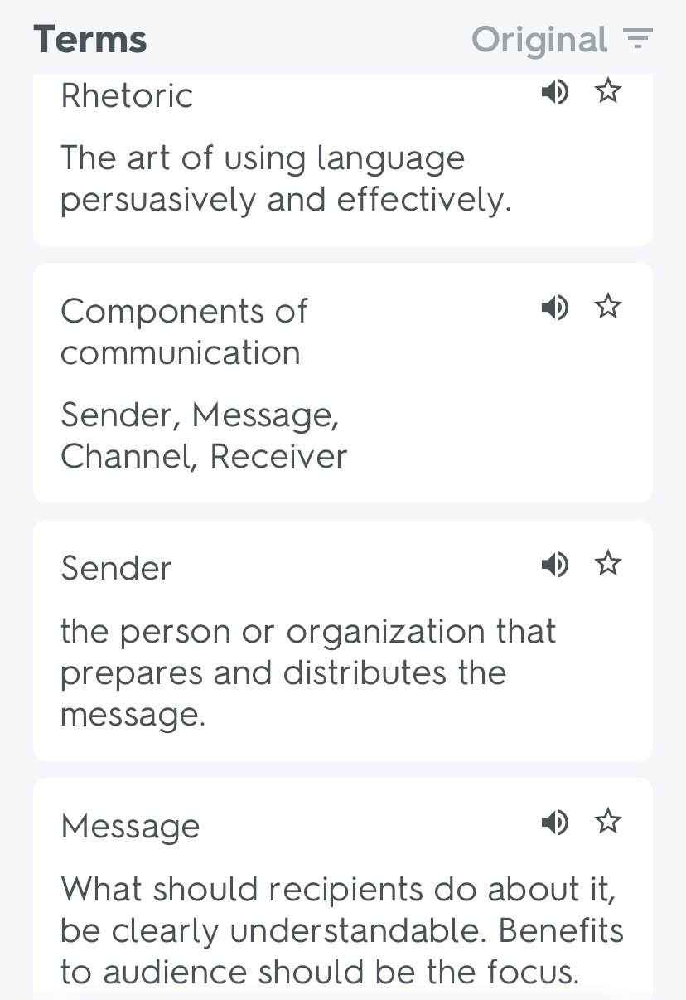 Terms
Original
Rhetoric
The art of using language
persuasively and effectively.
Components of
communication
Sender, Message,
Channel, Receiver
Sender
the person or organization that
prepares and distributes the
message.
Message
What should recipients do about it,
be clearly understandable. Benefits
to audience should be the focus.